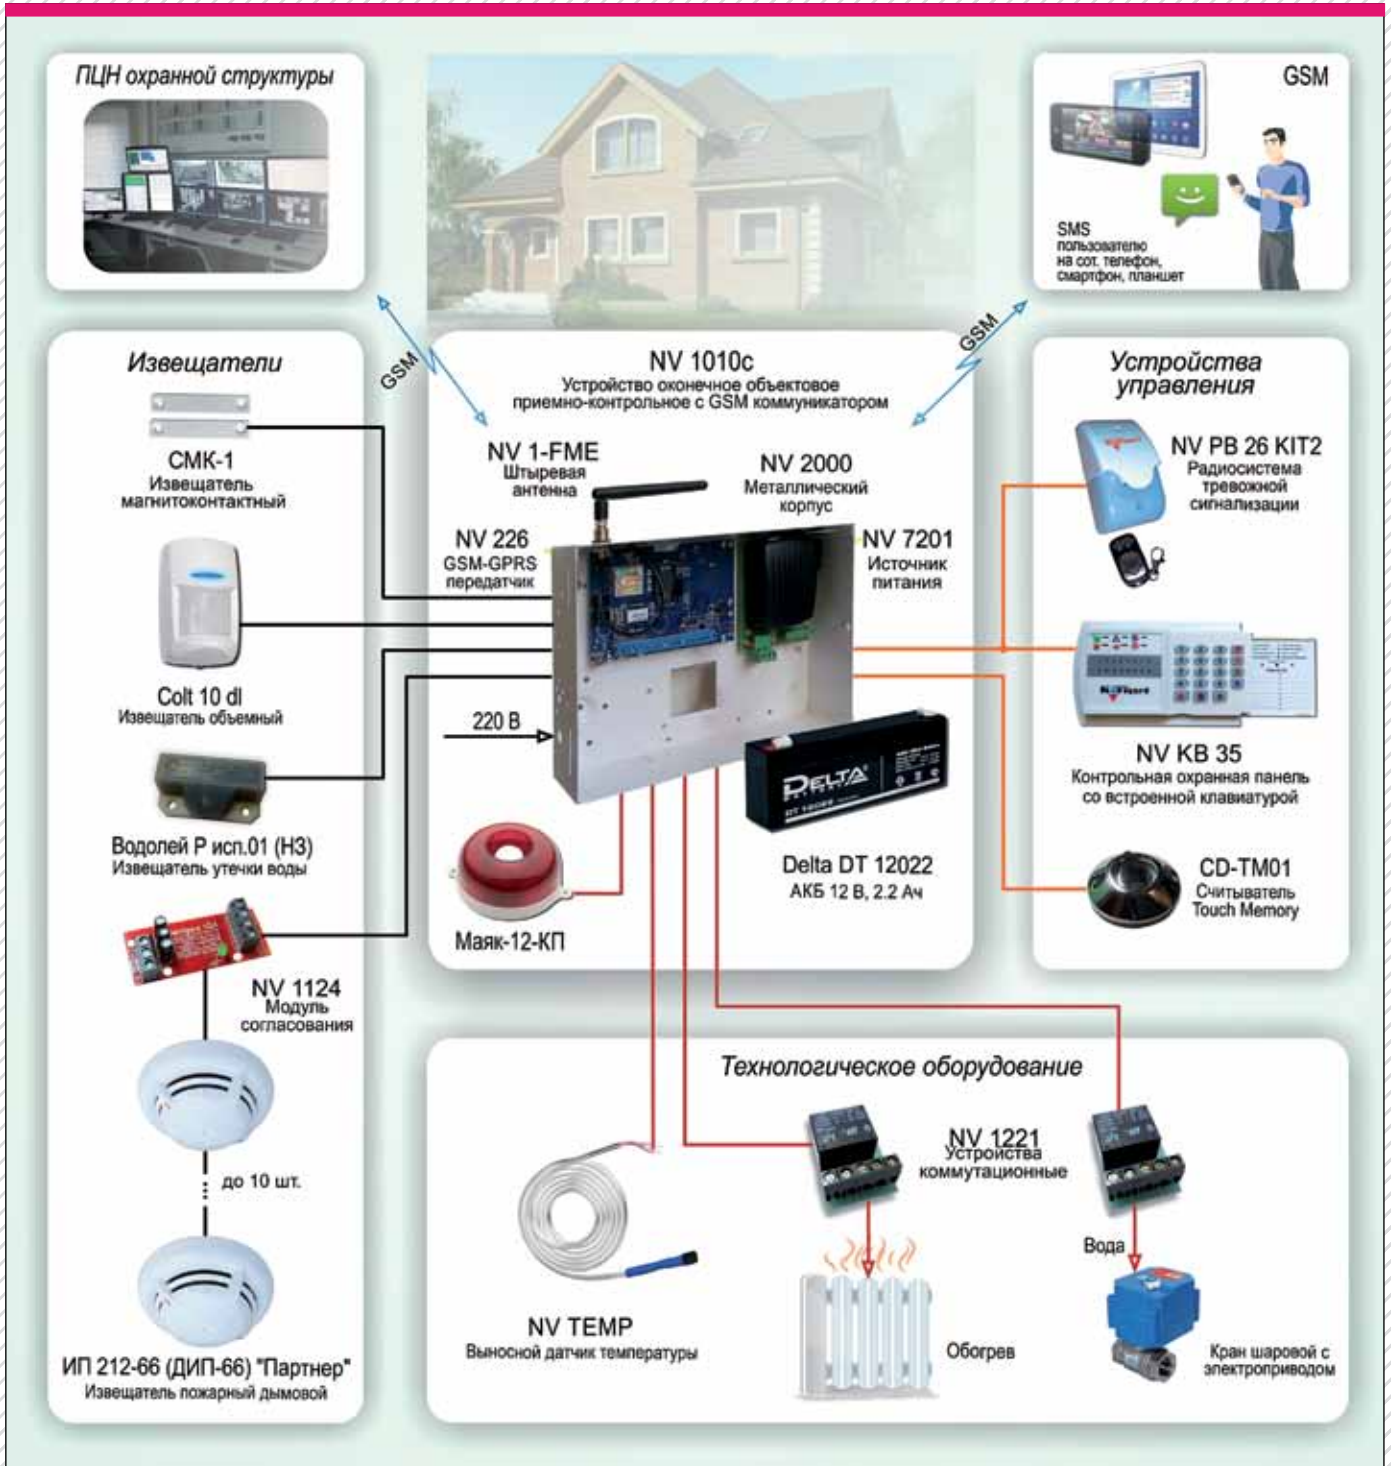 ПЦН охранной структуры
GSM
SMS
пользователю
на сот. телефон,
смартфон, планшет
GSM
GSM
Извещатели
СМК-1
Извещатель
магнитоконтактный
Colt 10 dl
Извещатель объемный
Водолей Р исп.01 (НЗ)
Извещатель утечки воды
NV 1124
Модуль
согласования
до 10 шт.
ИП 212-66 (ДИП-66) "Партнер"
Извещатель пожарный дымовой
NV 1010c
Устройство оконечное объектовое
приемно-контрольное с GSM коммуникатором
NV 1-FME
Штыревая
антенна
NV 2000
Металлический
корпус
NV 226
GSM-GPRS
передатчик
NV 7201
Источник
питания
220 В
DELTA
DT 12022
Delta DT 12022
АКБ 12 В, 2.2 Ач
Маяк-12-КП
Устройства
управления
NV PB 26 KIT2
Радиосистема
тревожной
сигнализации
NV KB 35
Контрольная охранная панель
со встроенной клавиатурой
CD-TM01
Считыватель
Touch Memory
Технологическое оборудование
NV TEMP
Выносной датчик температуры
NV 1221
Устройства
коммутационные
Обогрев
Вода
Кран шаровой с
электроприводом